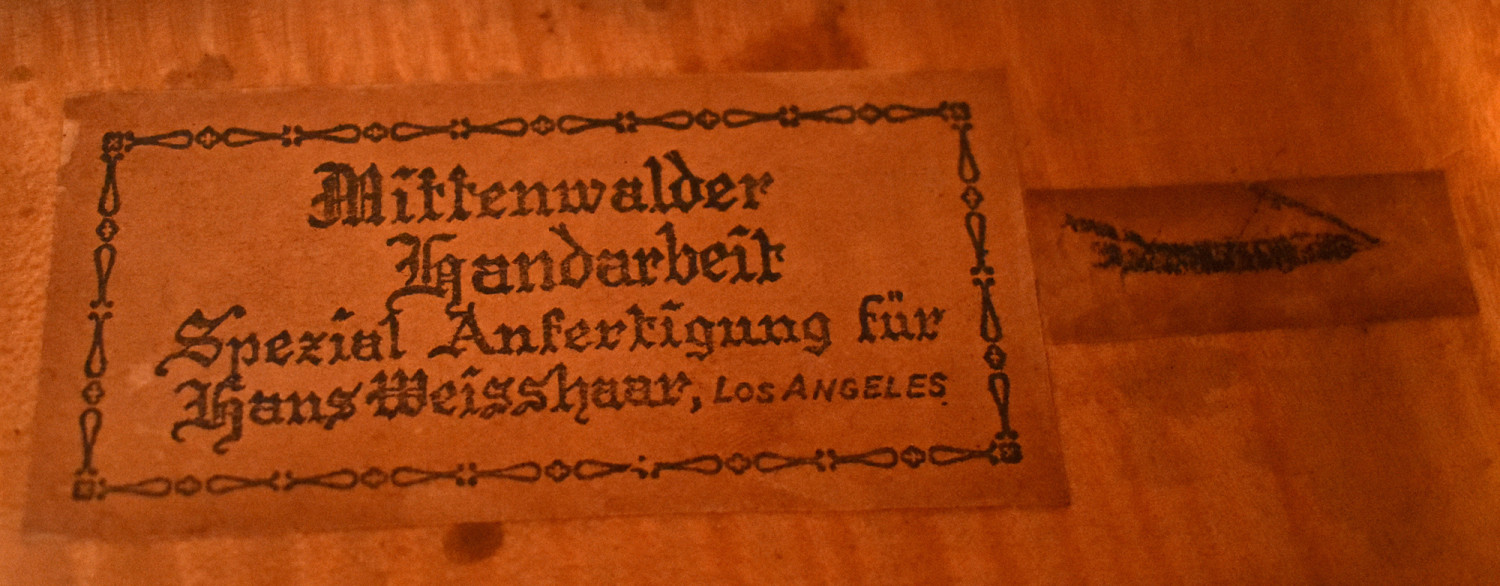 Mittenwalder
Handarbeit
Spezial Anfertigung für
Hans Weisshaar, LOS ANGELES